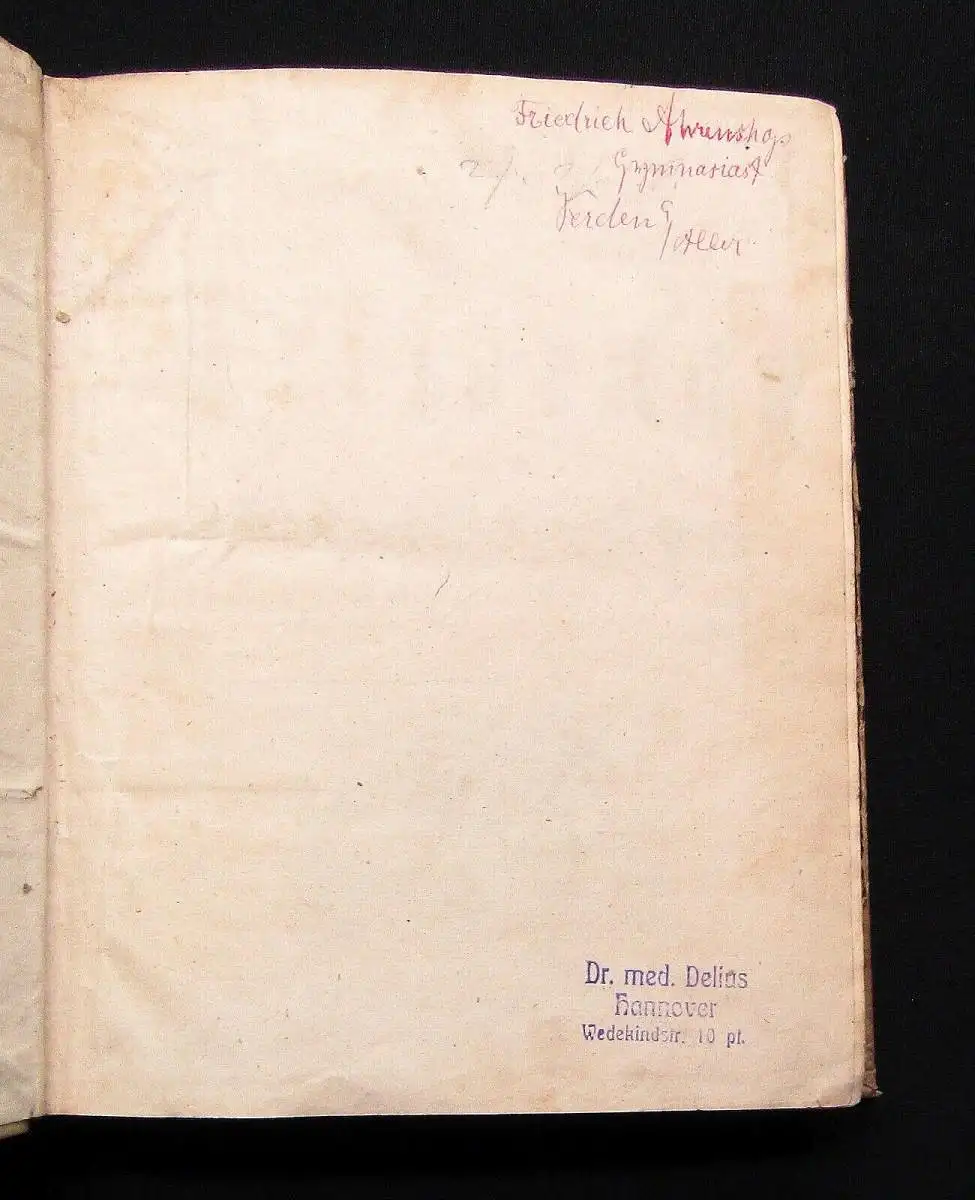 Friedrich Ahrenshop
Gymnasiast
Verden
/Aller
Dr. med. Delius
Hannover
Wedekindstr. 10 pt.